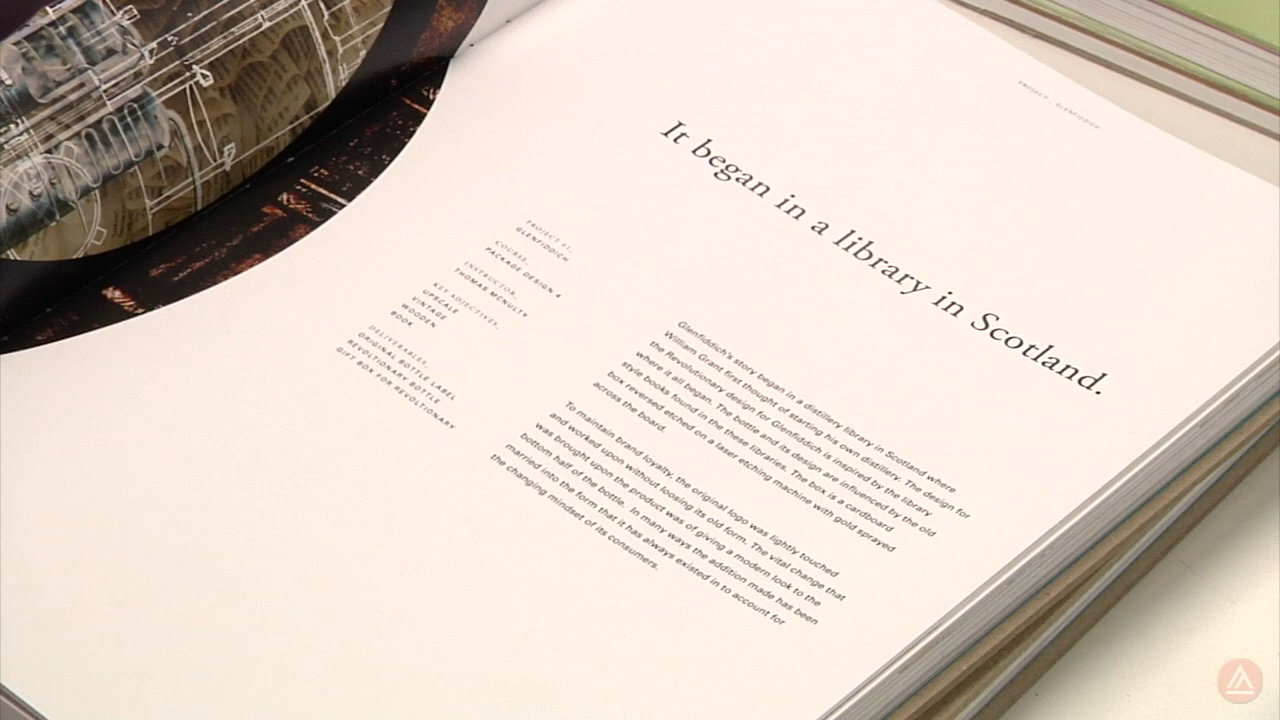 PROJECT - GLENFIDDICH
It began in a library in Scotland.
PROJECT #1,
GLENFIDDICH
COURSE,
PACKAGE DESIGN 4
INSTRUCTOR,
THOMAS MCNULTY
KEY ADJECTIVES,
UPSCALE
VINTAGE
WOODEN
BOOK
DELIVERABLES,
ORIGINAL BOTTLE LABEL
REVOLTIONARY BOTTLE
GIFT BOX FOR REVOLTIONARY
Glenfiddich's story began in a distillery library in Scotland where
William Grant first thought of starting his own distillery. The design for
the Revolutionary design for Glenfiddich is inspired by the library
where it all began. The bottle and its design are influenced by the old
style books found in the these libraries. The box is a cardboard
box reversed etched on a laser etching machine with gold sprayed
across the board.
To maintain brand loyalty, the original logo was lightly touched
and worked upon without loosing its old form. The vital change that
was brought upon the product was of giving a modern look to the
bottom half of the bottle. In many ways the addition made has been
married into the form that it has always existed in to account for
the changing mindset of its consumers.